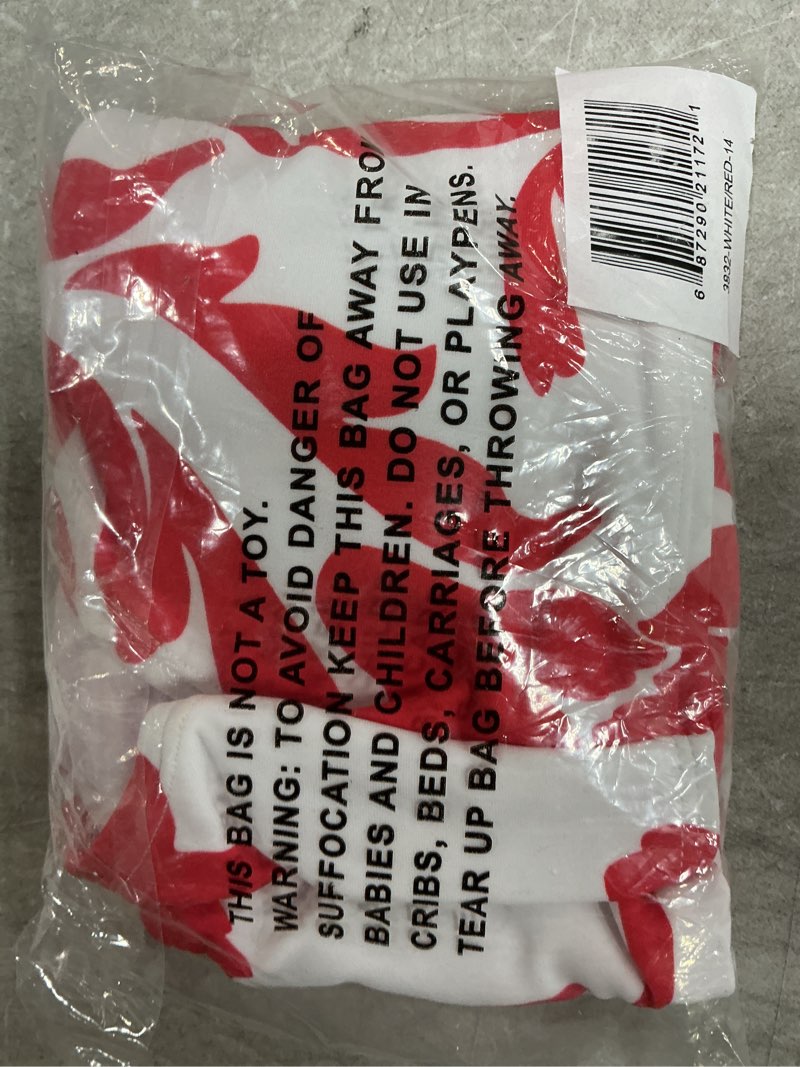 THIS BAG IS NOT A TOY.
WARNING: TO AVOID DANGER OF
SUFFOCATION KEEP THIS BAG AWAY FRO
BABIES AND CHILDREN. DO NOT USE IN
CRIBS, BEDS, CARRIAGES, OR PLAYPENS.
TEAR UP BAG BEFORE THROWING AWAY.
6 87290 21172 1
3932-WHITE/RED-14